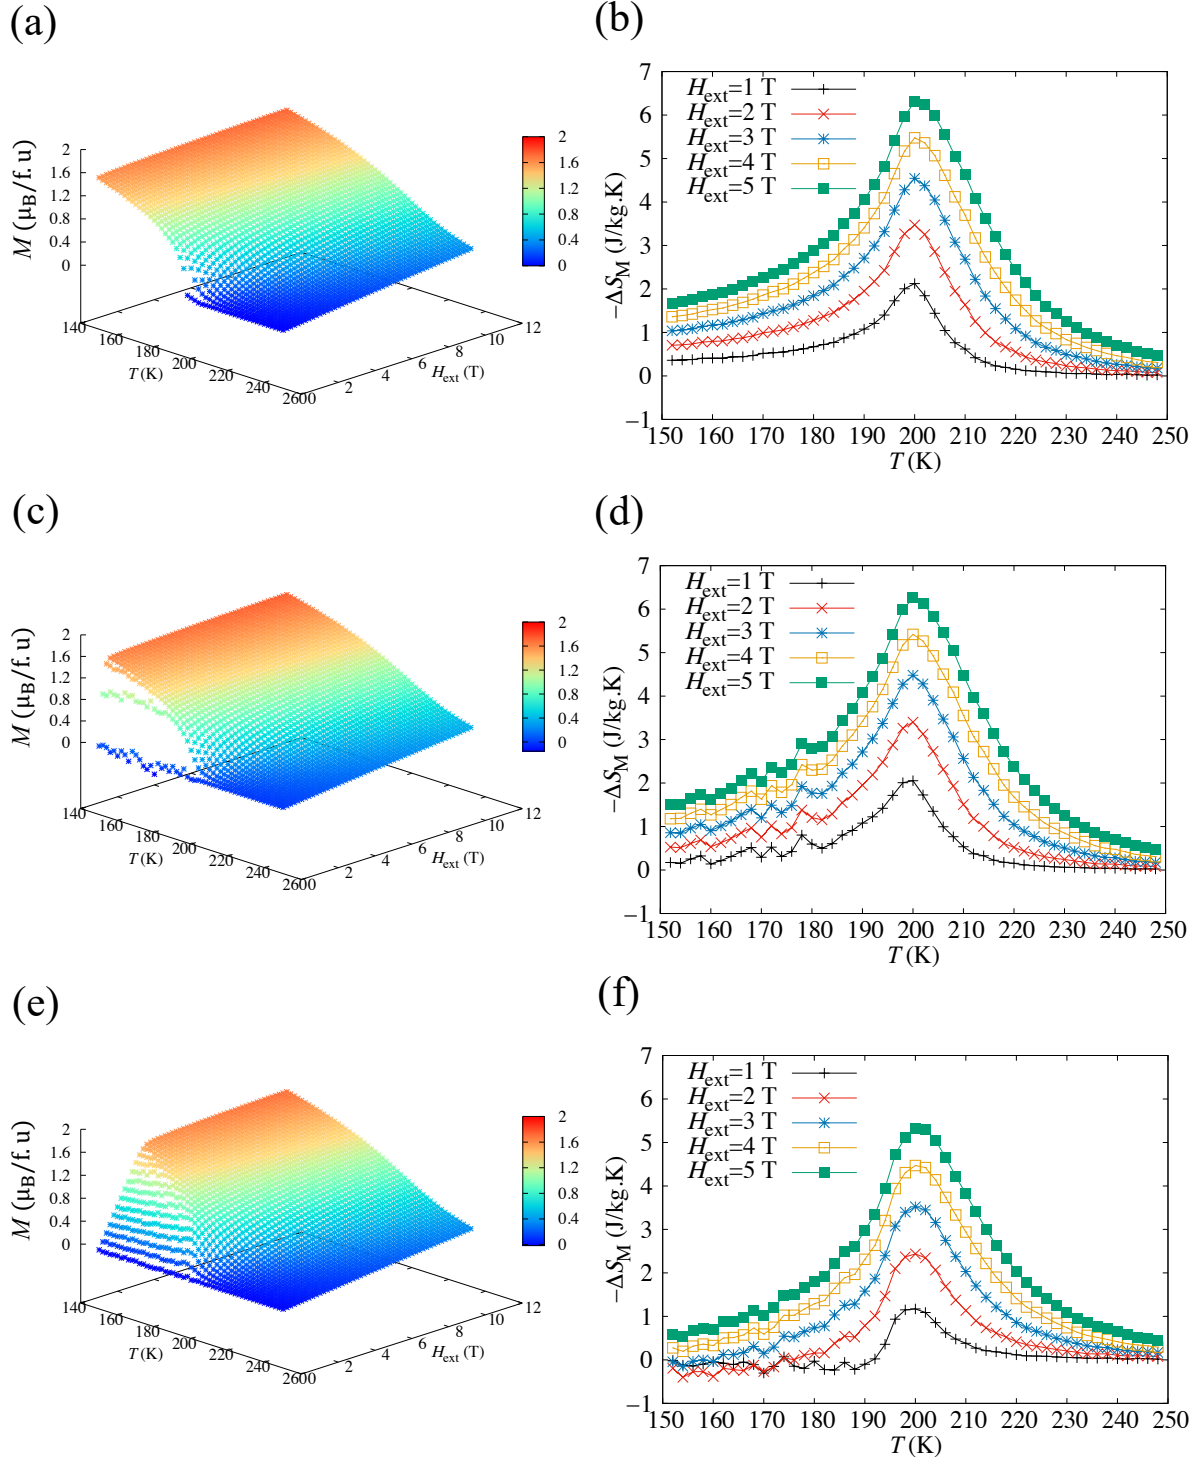 (a)
M (μB/f.u)
2
1.6
1.2
0.8
0.4
0
140
160
180
200
220
240
2600
T (K)
2
4
6
8
10
12
Hext (T)
2
1.6
1.2
0.8
0.4
0
(b)
Hext=1 T
Hext=2 T
Hext=3 T
Hext=4 T
Hext=5 T
−ΔSM (J/kg.K)
7
6
5
4
3
2
1
0
−1
150 160 170 180 190 200 210 220 230 240 250
T (K)
(c)
M (μB/f.u)
2
1.6
1.2
0.8
0.4
0
140
160
180
200
220
240
2600
T (K)
2
4
6
8
10
12
Hext (T)
2
1.6
1.2
0.8
0.4
0
(d)
Hext=1 T
Hext=2 T
Hext=3 T
Hext=4 T
Hext=5 T
−ΔSM (J/kg.K)
7
6
5
4
3
2
1
0
−1
150 160 170 180 190 200 210 220 230 240 250
T (K)
(e)
M (μB/f.u)
2
1.6
1.2
0.8
0.4
0
140
160
180
200
220
240
2600
T (K)
2
4
6
8
10
12
Hext (T)
2
1.6
1.2
0.8
0.4
0
(f)
Hext=1 T
Hext=2 T
Hext=3 T
Hext=4 T
Hext=5 T
−ΔSM (J/kg.K)
7
6
5
4
3
2
1
0
−1
150 160 170 180 190 200 210 220 230 240 250
T (K)